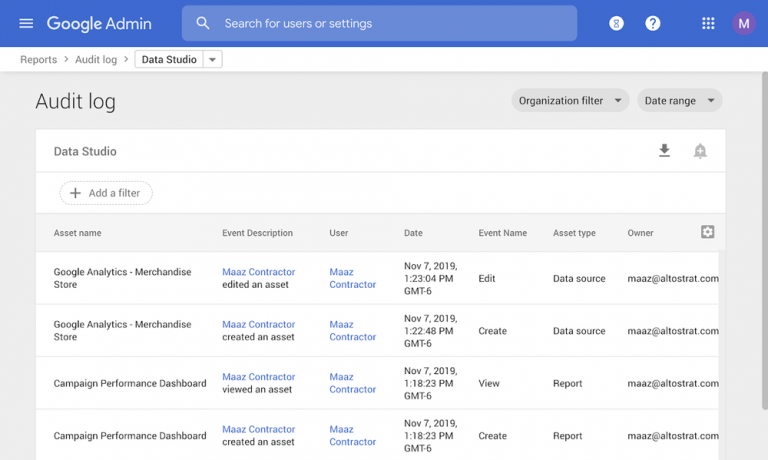 Google Admin
Search for users or settings
M
Reports > Audit log > Data Studio
Audit log
Organization filter
Date range
Data Studio
Add a filter
Asset name Event Description User Date Event Name Asset type Owner
Google Analytics - Merchandise
Store
Maaz Contractor
edited an asset
Maaz
Contractor
Nov 7, 2019,
1:23:04 PM
GMT-6
Edit
Data source
maaz@altostrat.com
Google Analytics - Merchandise
Store
Maaz Contractor
created an asset
Maaz
Contractor
Nov 7, 2019,
1:22:48 PM
GMT-6
Create
Data source
maaz@altostrat.com
Campaign Performance Dashboard
Maaz Contractor
viewed an asset
Maaz
Contractor
Nov 7, 2019,
1:18:23 PM
GMT-6
View
Report
maaz@altostrat.com
Campaign Performance Dashboard
Maaz Contractor
created an asset
Maaz
Contractor
Nov 7, 2019,
1:18:23 PM
GMT-6
Create
Report
maaz@altostrat.com